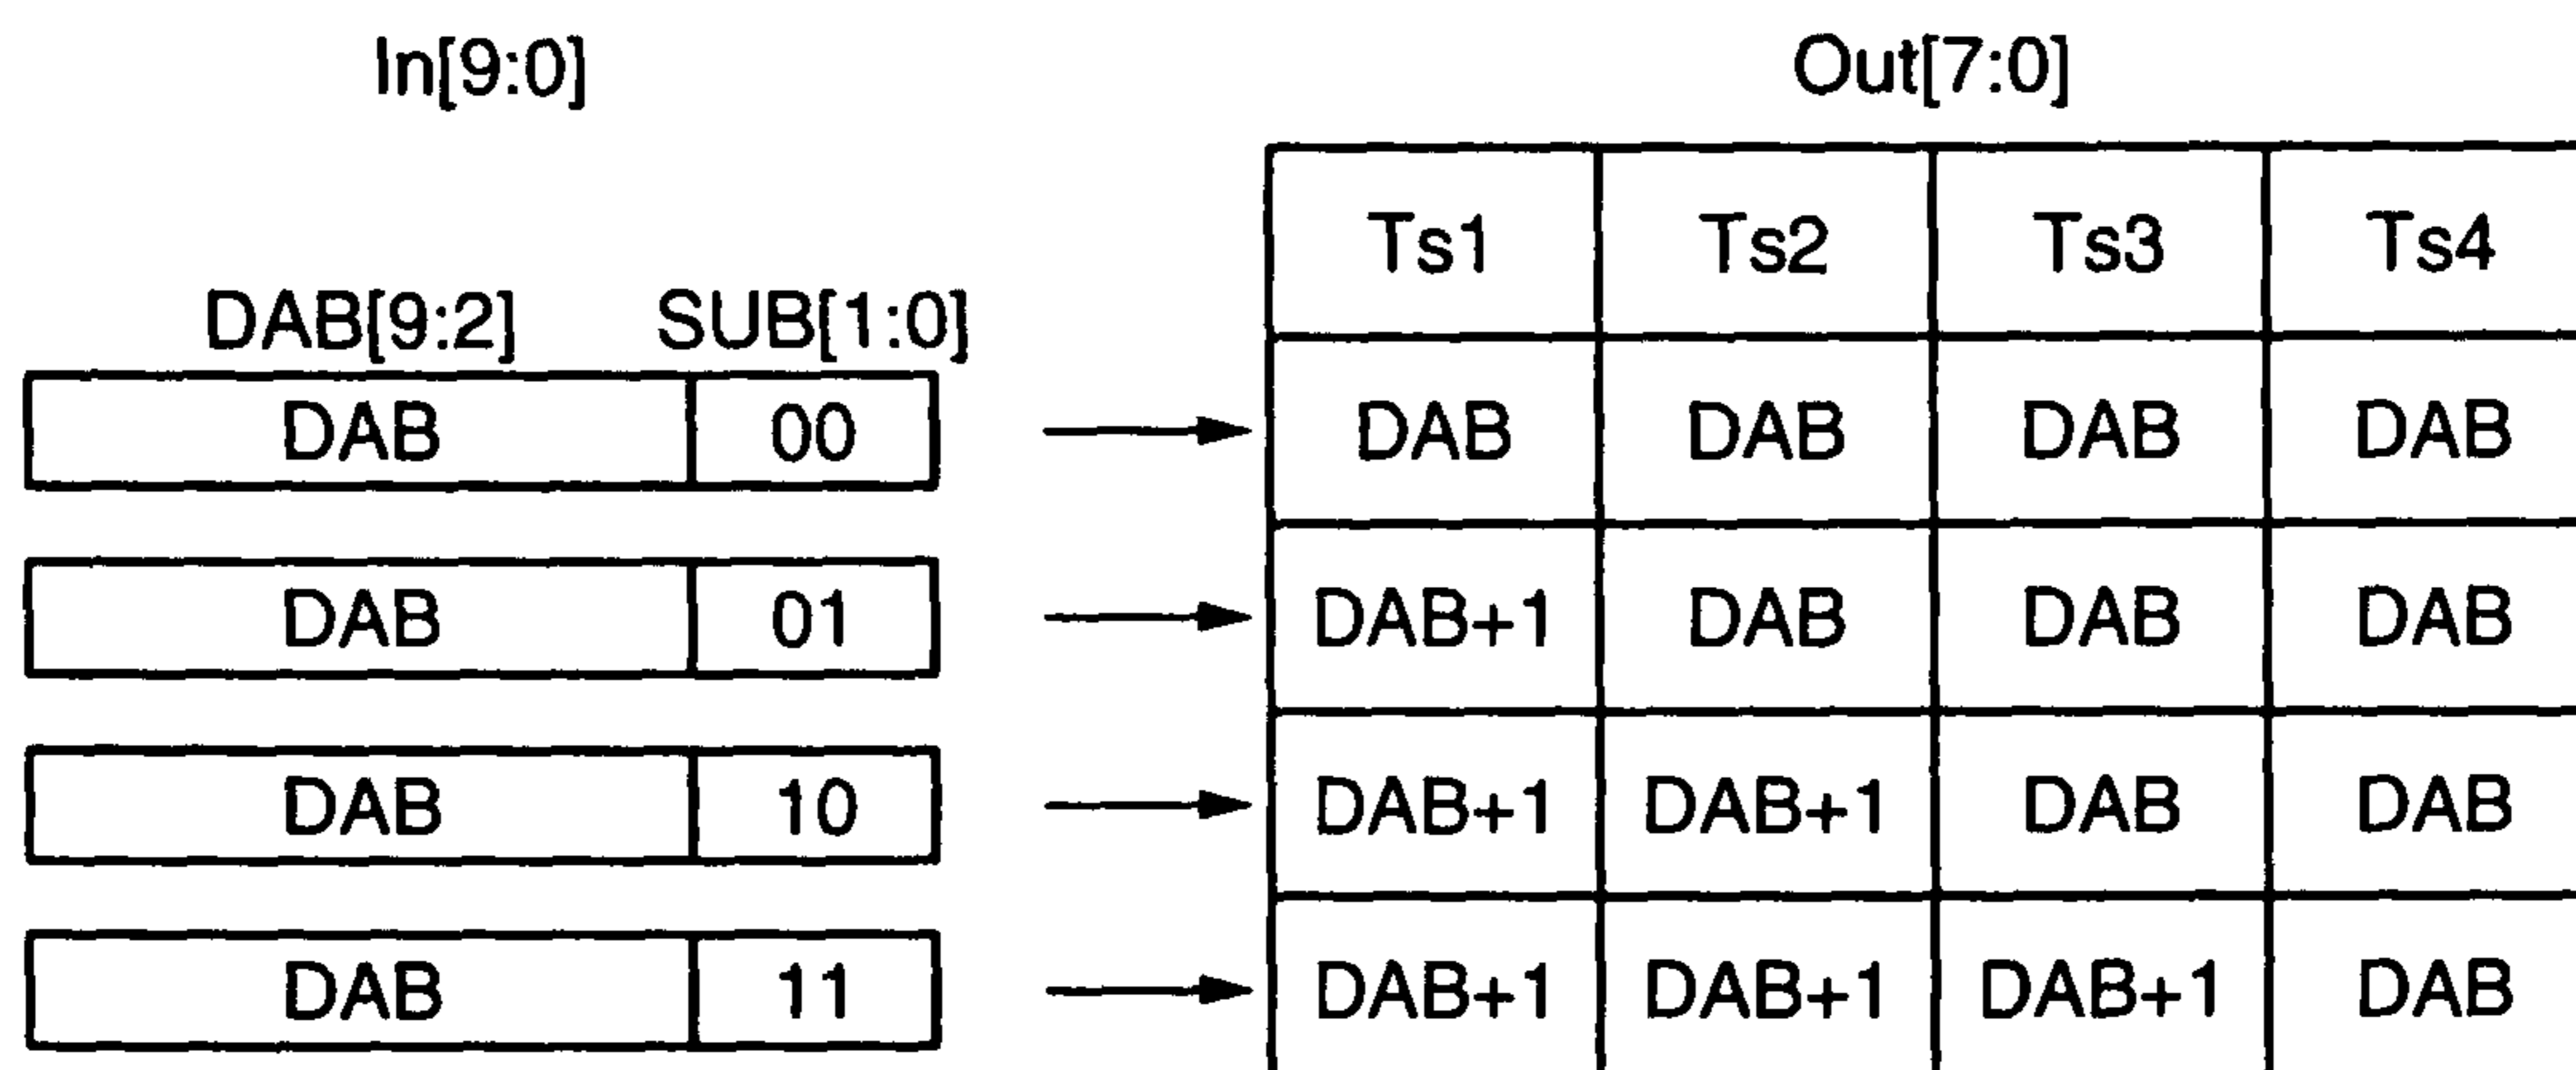 In[9:0] Out[7:0]
Ts1 Ts2 Ts3 Ts4
DAB[9:2] SUB[1:0]
DAB 00 DAB DAB DAB DAB
DAB 01 DAB+1 DAB DAB DAB
DAB 10 DAB+1 DAB+1 DAB DAB
DAB 11 DAB+1 DAB+1 DAB+1 DAB